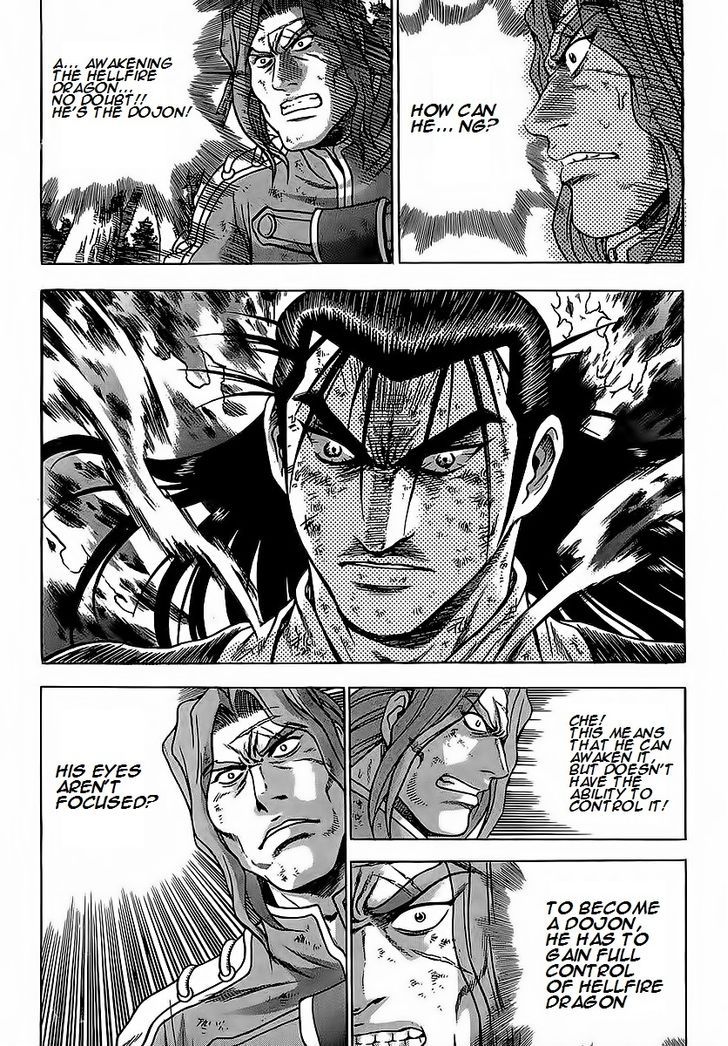 A... AWAKENING
THE HELLFIRE
DRAGON...
NO DOUBT!!
HE'S THE DOJON!
HOW CAN
HE... NG?
HIS EYES
AREN'T
FOCUSED?
CHE!
THIS MEANS
THAT HE CAN
AWAKEN IT,
BUT DOESN'T
HAVE THE
ABILITY TO
CONTROL IT!
TO BECOME
A DOJON,
HE HAS TO
GAIN FULL
CONTROL
OF HELLFIRE
DRAGON